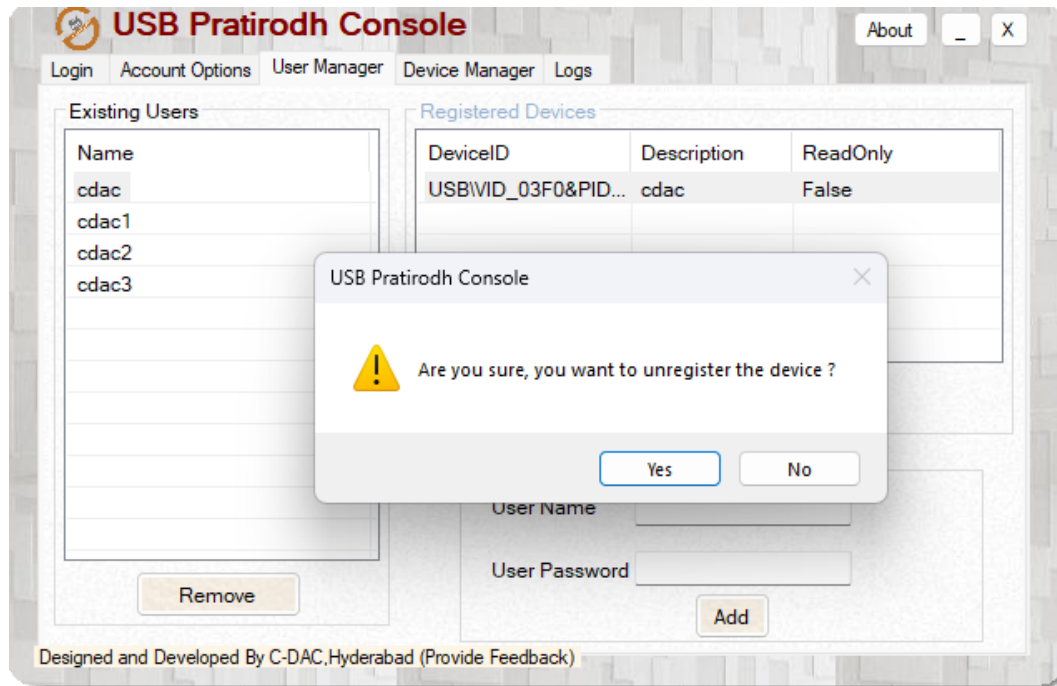 USB Pratirodh Console
About _ X
Login Account Options User Manager Device Manager Logs
Existing Users
Name
cdac
cdac1
cdac2
cdac3
Remove
Registered Devices
DeviceID Description ReadOnly
USB\VID_03F0&PID... cdac False
USB Pratirodh Console
Are you sure, you want to unregister the device ?
Yes No
User Name
User Password
Add
Designed and Developed By C-DAC,Hyderabad (Provide Feedback)